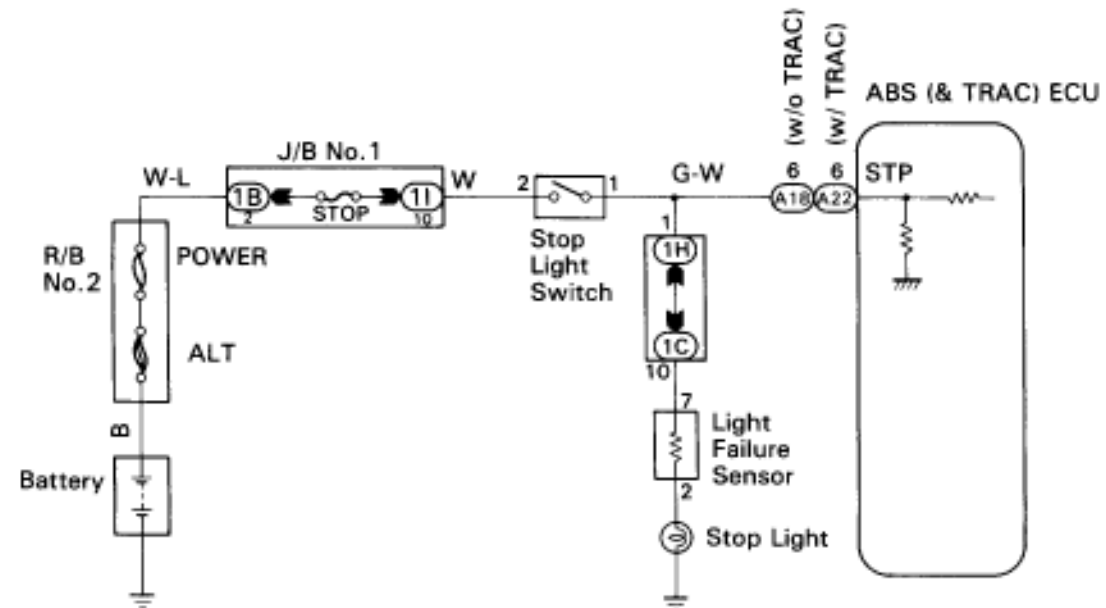 (w/o TRAC)
(w/ TRAC)
ABS (& TRAC) ECU
J/B No.1
W-L
1B
2
STOP
1I
10
W
2
1
G-W
6
6
A18
A22
STP
Stop
Light
Switch
R/B
No.2
POWER
ALT
1
1H
1C
10
7
Light
Failure
Sensor
2
B
Battery
Stop Light